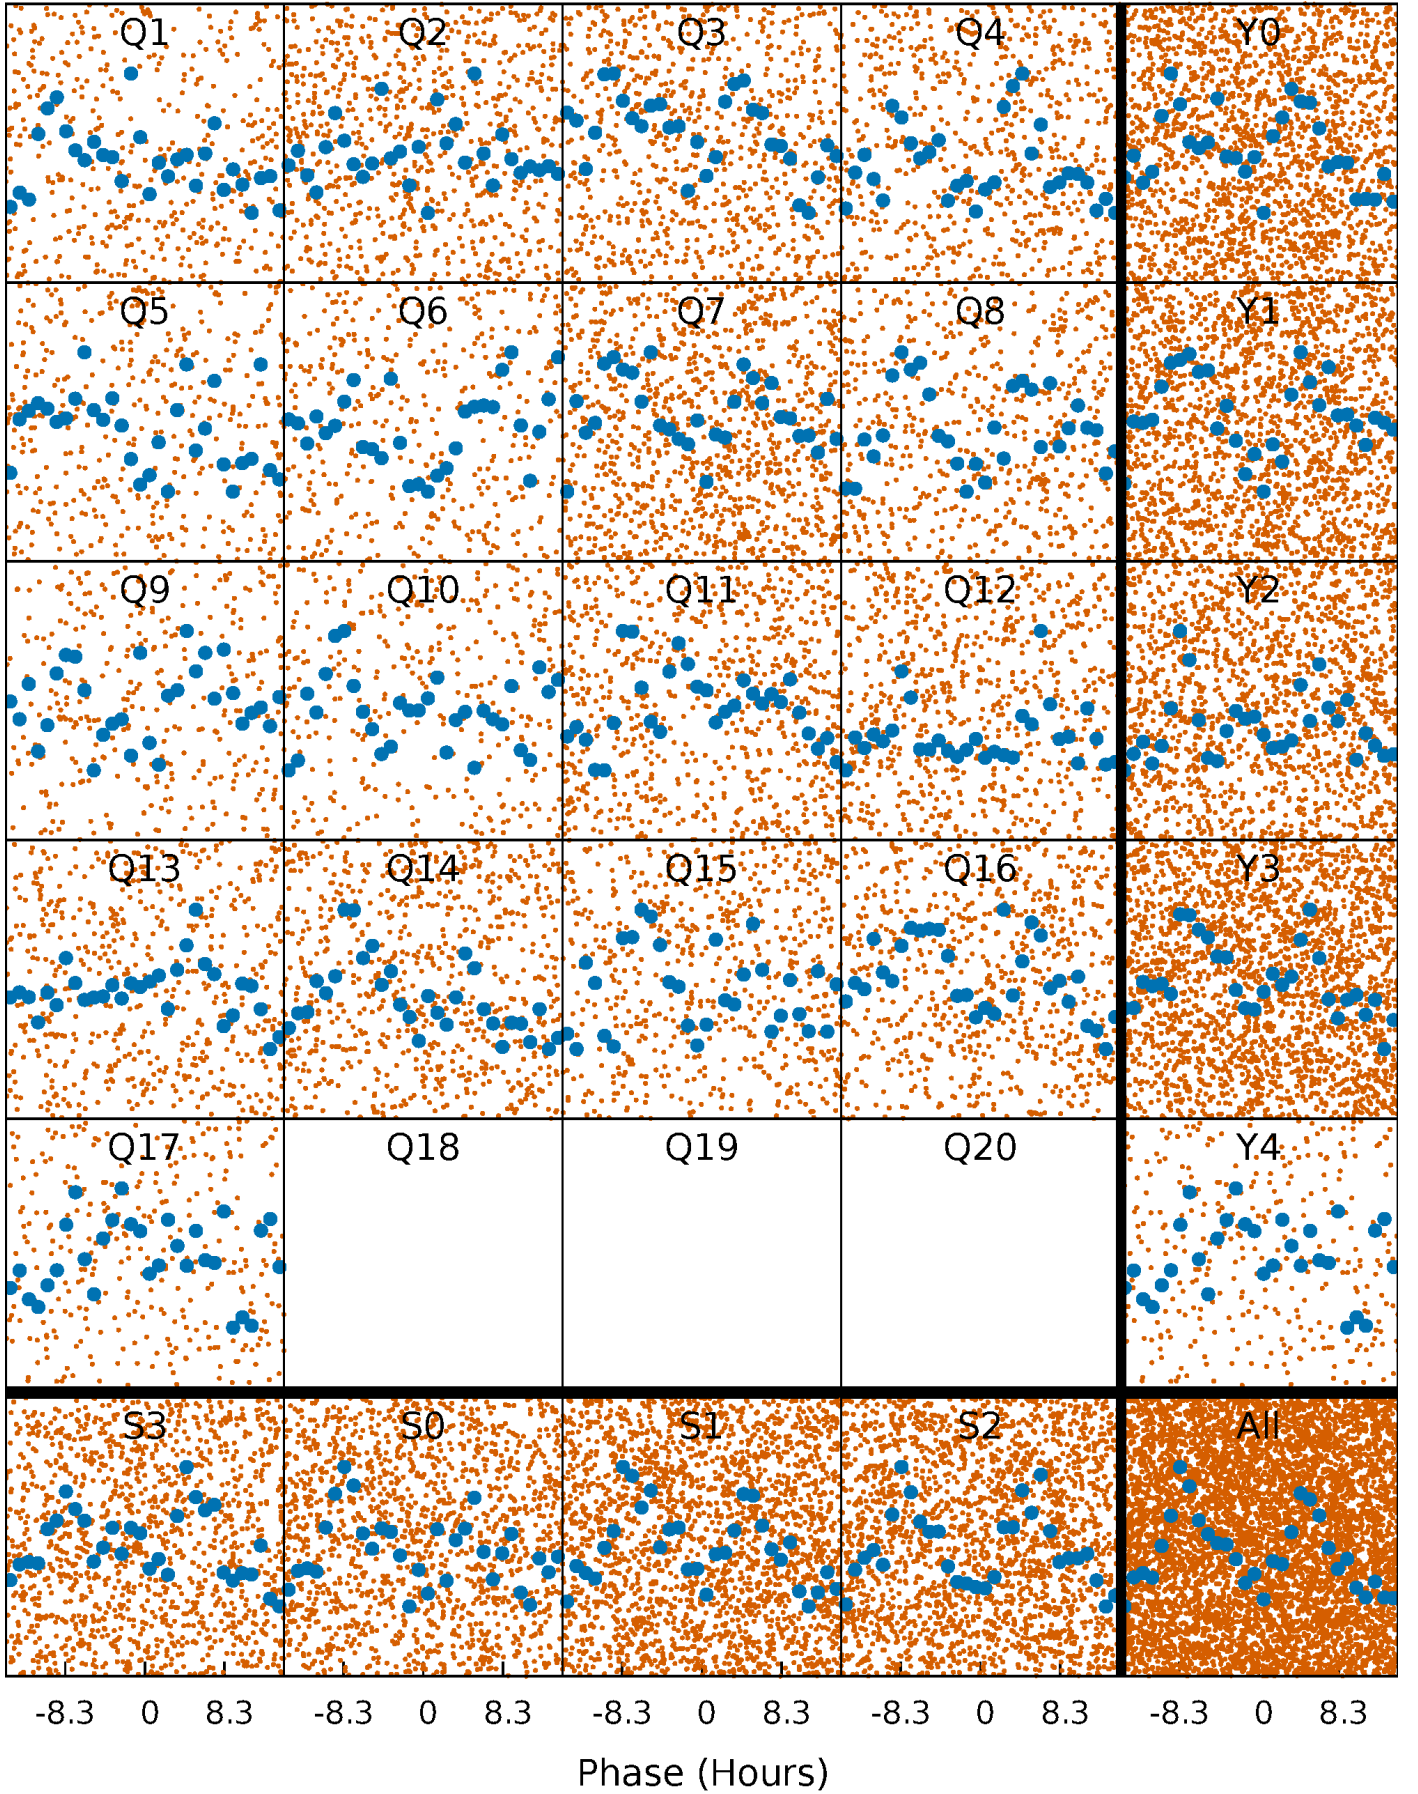 Q1 Q2 Q3 Q4 Y0
Q5 Q6 Q7 Q8 Y1
Q9 Q10 Q11 Q12 Y2
Q13 Q14 Q15 Q16 Y3
Q17 Q18 Q19 Q20 Y4
S3 S0 S1 S2 All
-8.3 0 8.3 -8.3 0 8.3 -8.3 0 8.3 -8.3 0 8.3 -8.3 0 8.3
Phase (Hours)